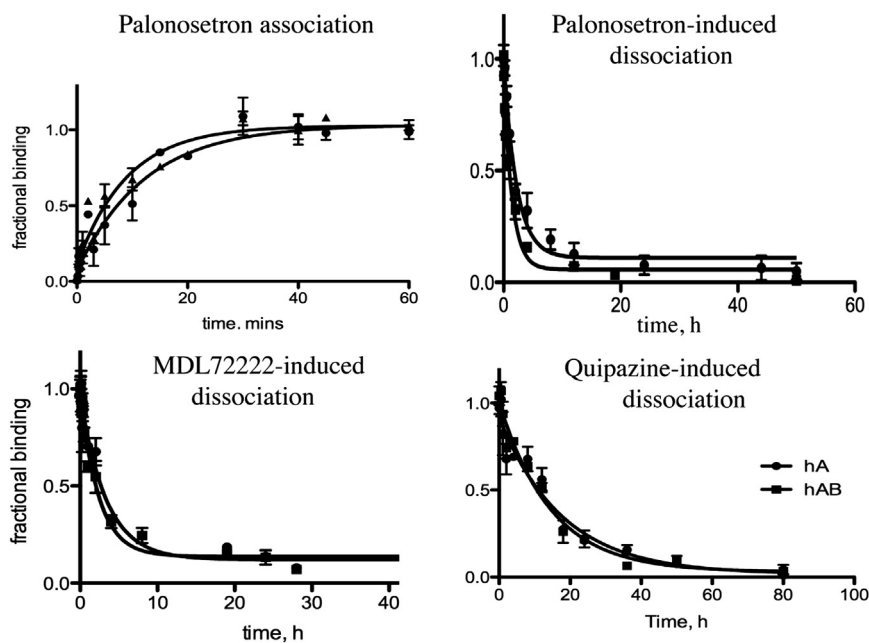 Palonosetron association
fractional binding
1.0
0.5
0.0
0
20
40
60
time. mins
Palonosetron-induced
dissociation
1.0
0.5
0.0
0
20
40
60
time, h
MDL72222-induced
dissociation
fractional binding
1.0
0.5
0.0
0
10
20
30
40
time, h
Quipazine-induced
dissociation
1.0
0.5
0.0
hA
hAB
0
20
40
60
80
100
Time, h